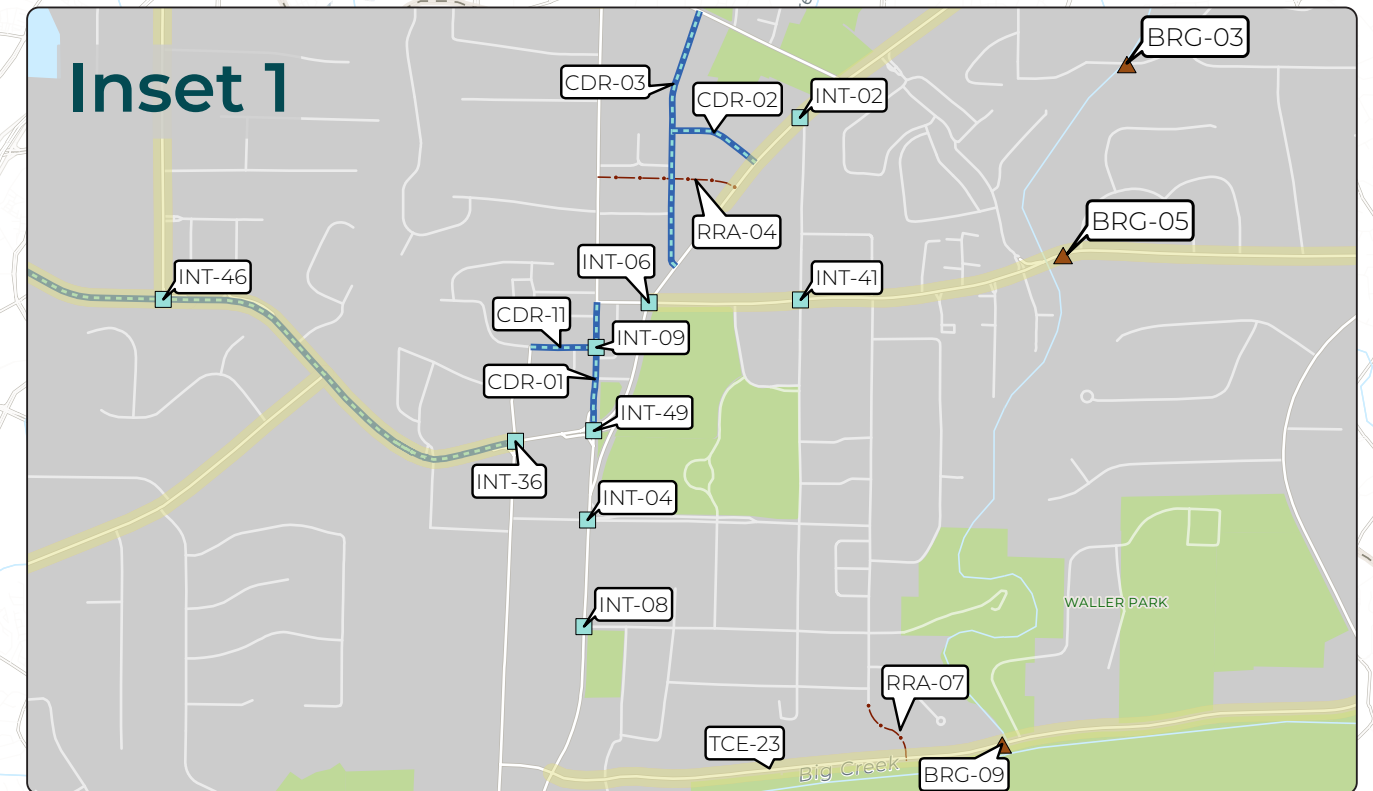 Inset 1
BRG-03
CDR-03
CDR-02
INT-02
BRG-05
RRA-04
INT-06
INT-46
INT-41
CDR-11
INT-09
CDR-01
INT-49
INT-36
INT-04
INT-08
WALLER PARK
RRA-07
TCE-23
Big Creek
BRG-09